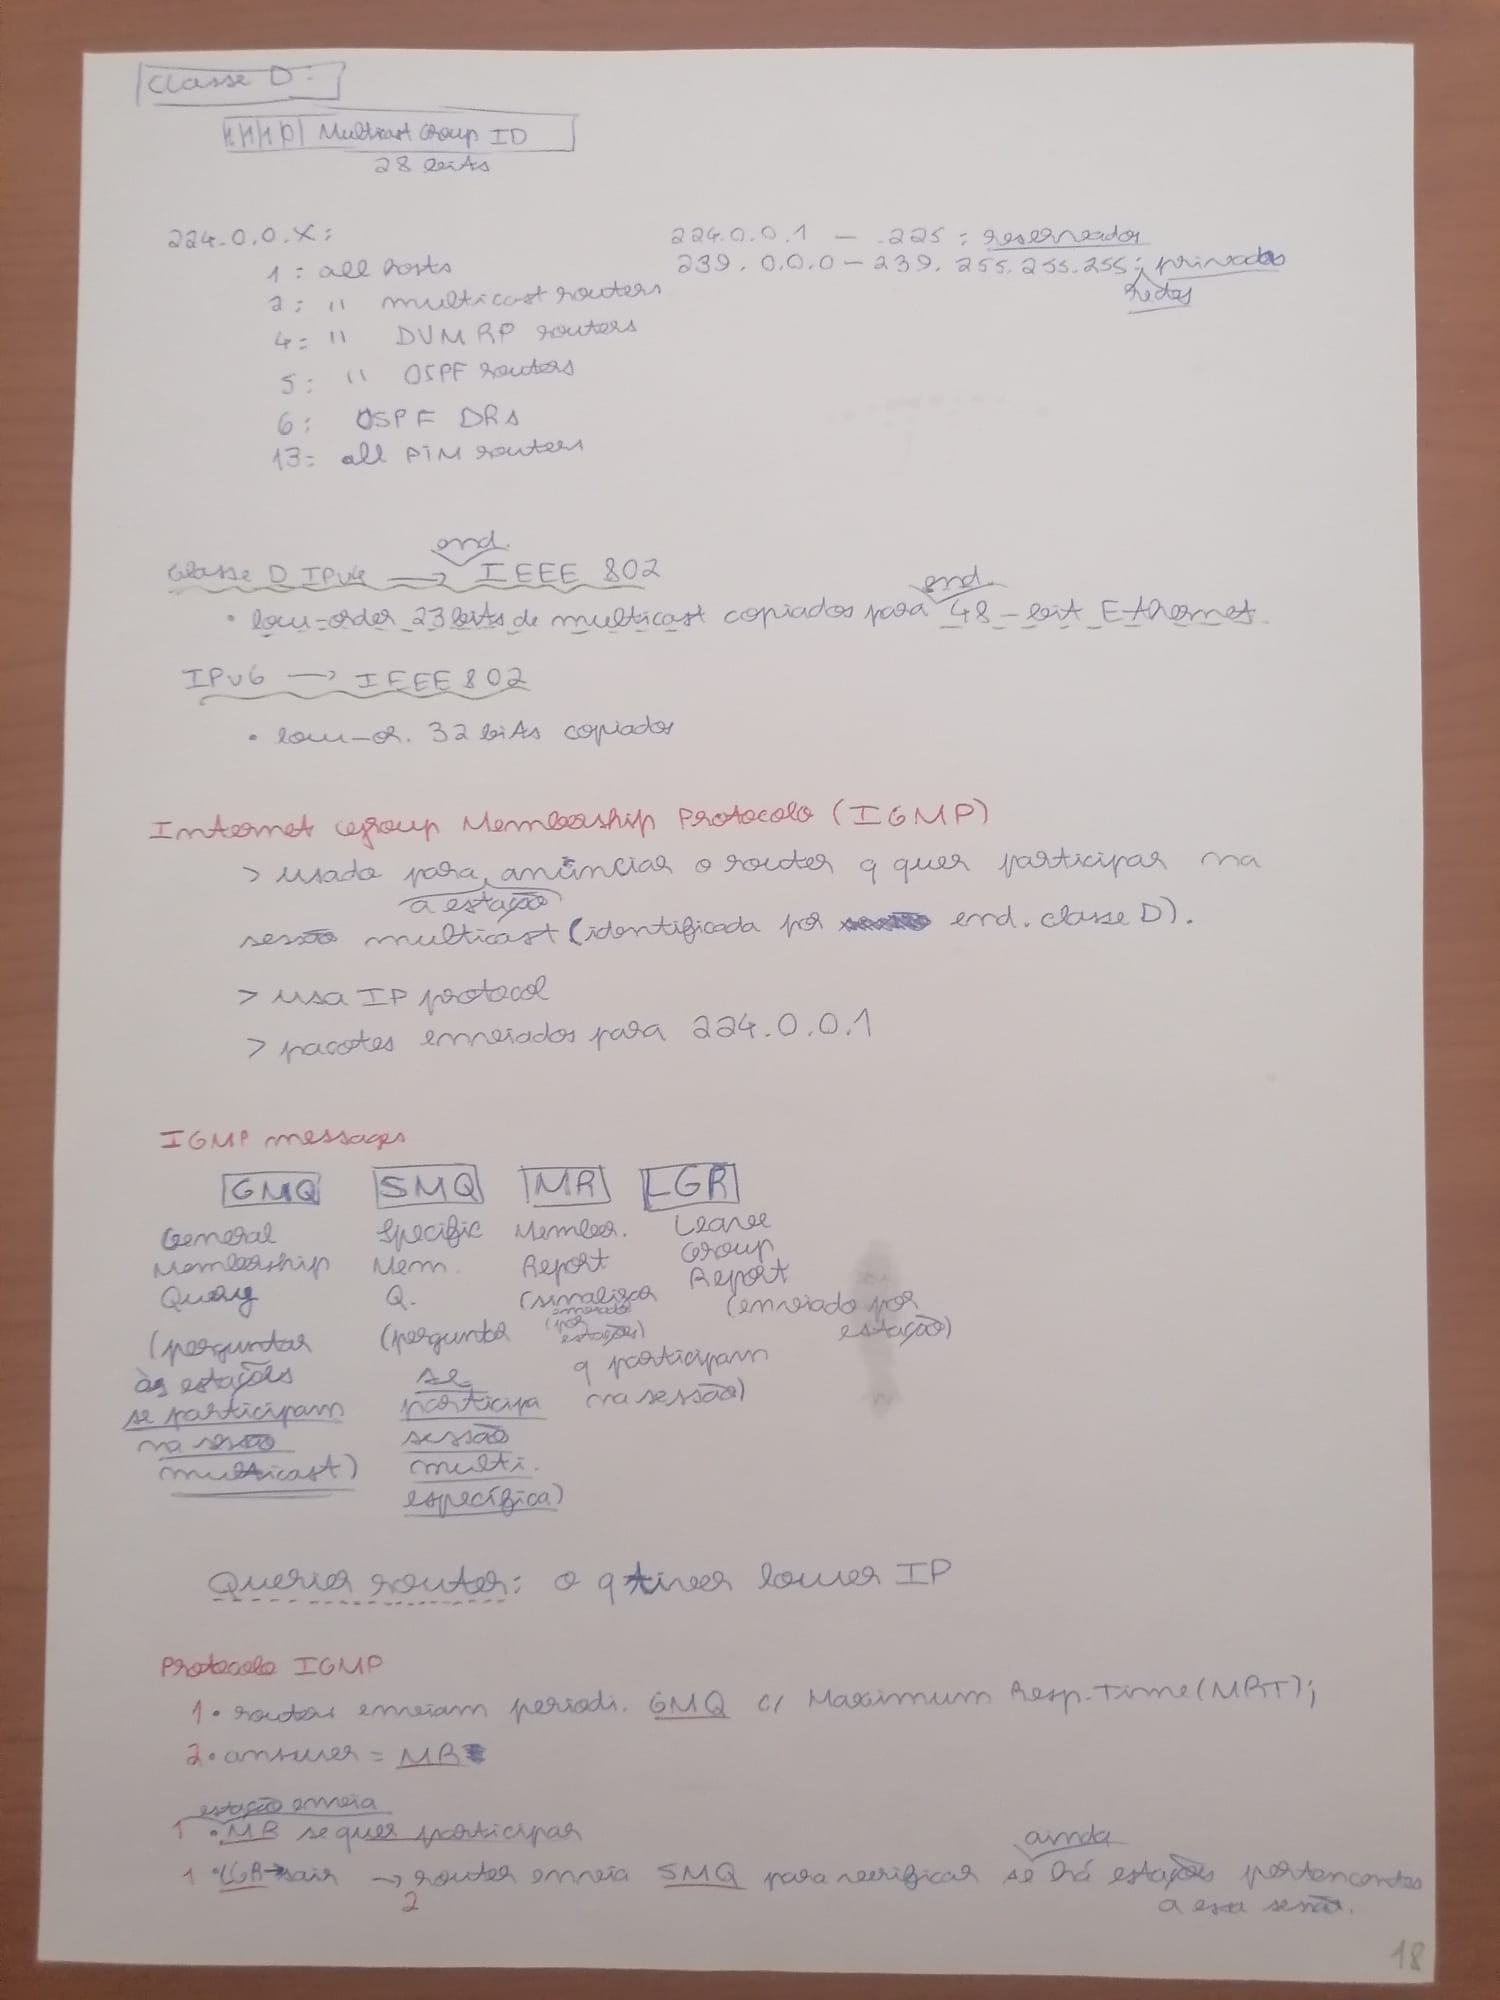 Classe D:
1110 Multicast Group ID
28 bits
224.0.0.X:
1: all hosts
2: " multicast routers
4: " DVMRP routers
5: " OSPF routers
6: OSPF DRs
13: all PIM routers
224.0.0.1 — .225: reservados
239.0.0.0 — 239.255.255.255: privados
redes
end.
Classe D IPv4 → IEEE 802
end.
• low-order 23 bits de multicast copiados para 48-bit Ethernet.
IPv6 → IEEE 802
• low-or. 32 bits copiados
Internet Group Membership Protocolo (IGMP)
> usado para anúnciar o router q quer participar na
a estação
sessão multicast (identificada por end. classe D).
> usa IP protocol
> pacotes enviados para 224.0.0.1
IGMP messages
GMQ SMQ MR LGR
General Specific Member. Leave
Membership Mem. Report Group
Query Q. (sinalizar Report
enviado (enviado por
(perguntar (pergunta (por estações) estação)
às estações se q participam
se participam participa na sessão)
na sessão sessão
multicast) multi.
específica)
Querier router: o q tiver lower IP
Protocolo IGMP
1 • routers enviam periodi. GMQ c/ Maximum Resp. Time (MRT);
2 • answer = MR
estação envia
1 • MR se quer participar
ainda
1 • LGR → sair → router envia SMQ para verificar se há estações pertencentes
2
a essa sessão.
18